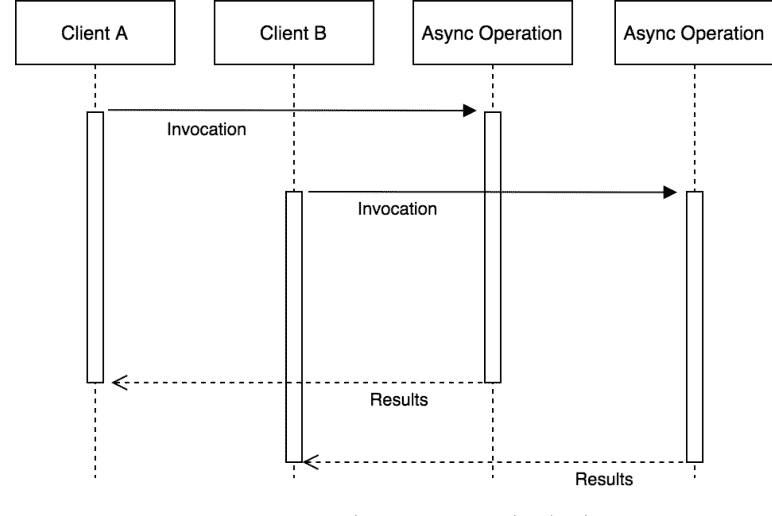 Client A
Client B
Async Operation
Async Operation
Invocation
Invocation
Results
Results